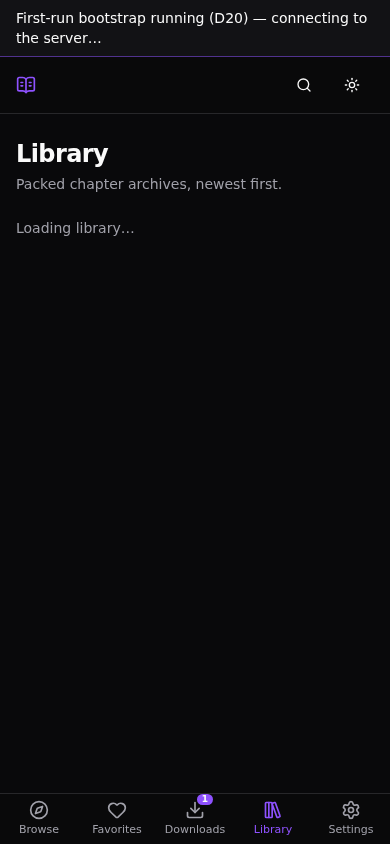 First-run bootstrap running (D20) — connecting to
the server…
Library
Packed chapter archives, newest first.
Loading library…
1
Browse
Favorites
Downloads
Library
Settings